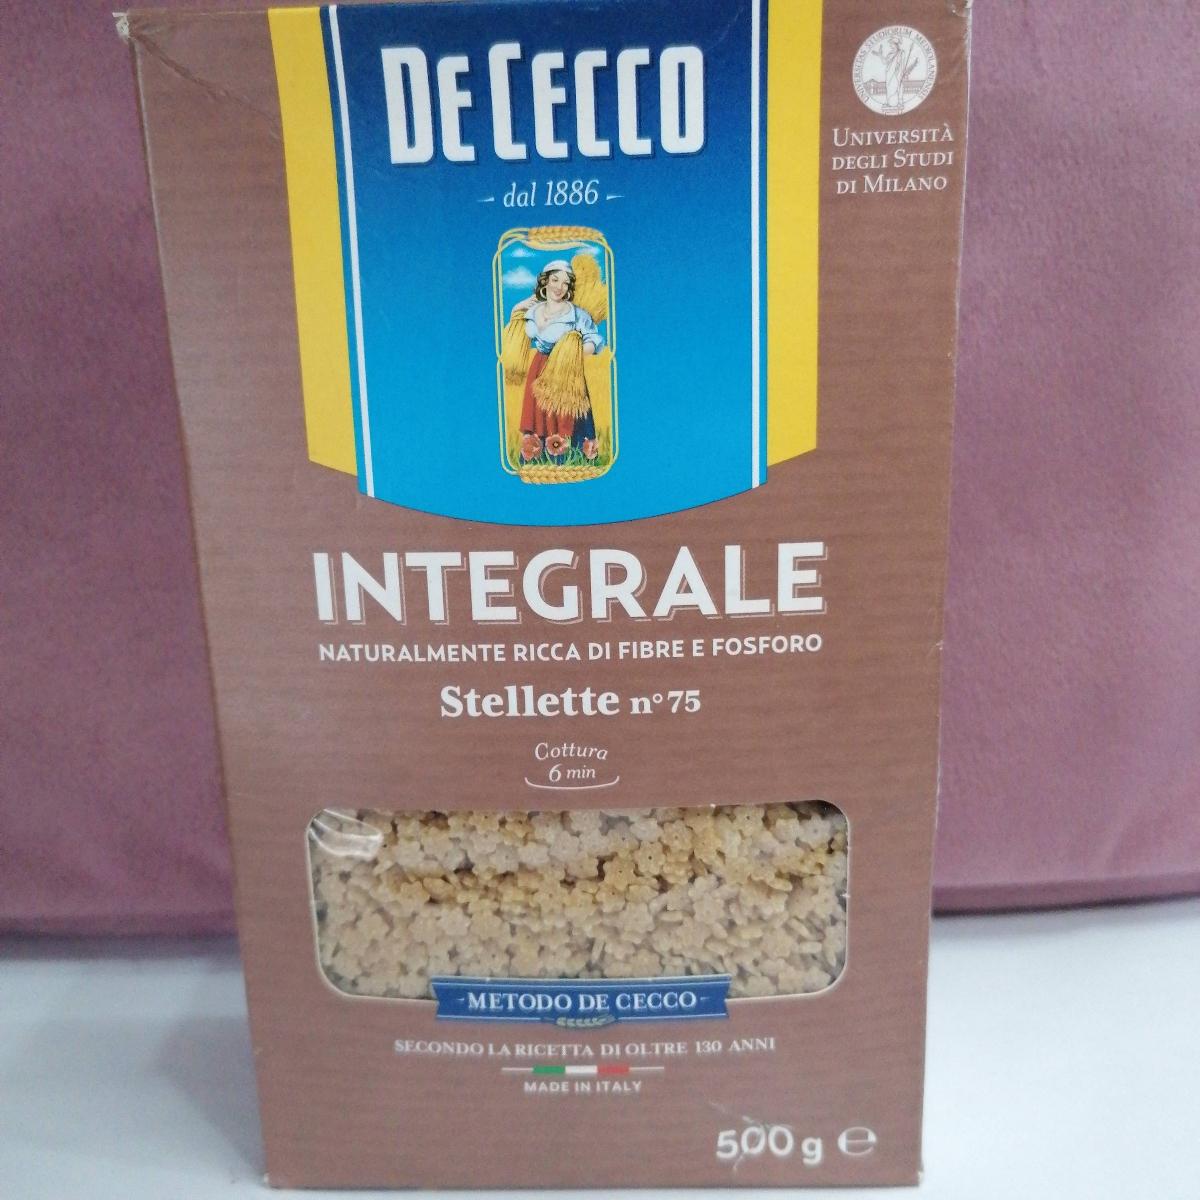 DE CECCO
dal 1886
UNIVERSITÀ
DEGLI STUDI
DI MILANO
INTEGRALE
NATURALMENTE RICCA DI FIBRE E FOSFORO
Stellette n° 75
Cottura
6 min
METODO DE CECCO
SECONDO LA RICETTA DI OLTRE 130 ANNI
MADE IN ITALY
500 g ℮